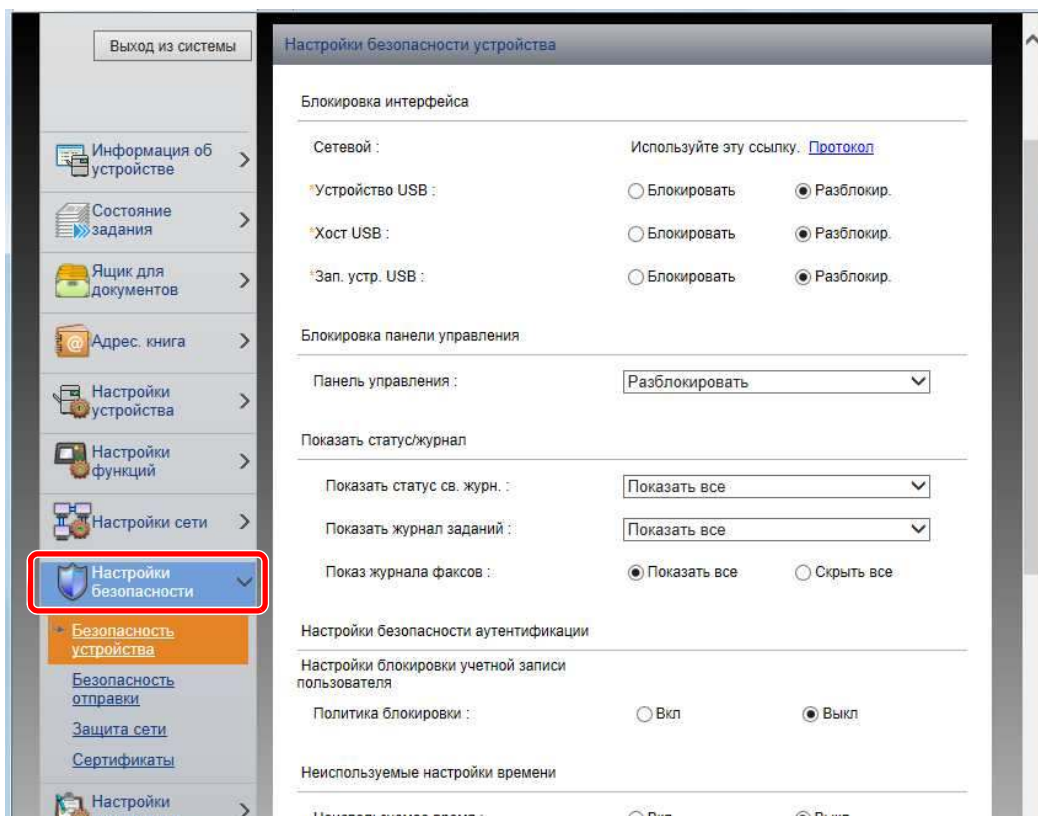 Выход из системы
Информация об
устройстве
Состояние
задания
Ящик для
документов
Адрес. книга
Настройки
устройства
Настройки
функций
Настройки сети
Настройки
безопасности
Безопасность
устройства
Безопасность
отправки
Защита сети
Сертификаты
Настройки
Настройки безопасности устройства
Блокировка интерфейса
Сетевой : Используйте эту ссылку. Протокол
*Устройство USB : Блокировать Разблокир.
*Хост USB : Блокировать Разблокир.
*Зап. устр. USB : Блокировать Разблокир.
Блокировка панели управления
Панель управления : Разблокировать
Показать статус/журнал
Показать статус св. журн. : Показать все
Показать журнал заданий : Показать все
Показ журнала факсов : Показать все Скрыть все
Настройки безопасности аутентификации
Настройки блокировки учетной записи
пользователя
Политика блокировки : Вкл Выкл
Неиспользуемые настройки времени
Неиспользуемое время : Вкл Выкл